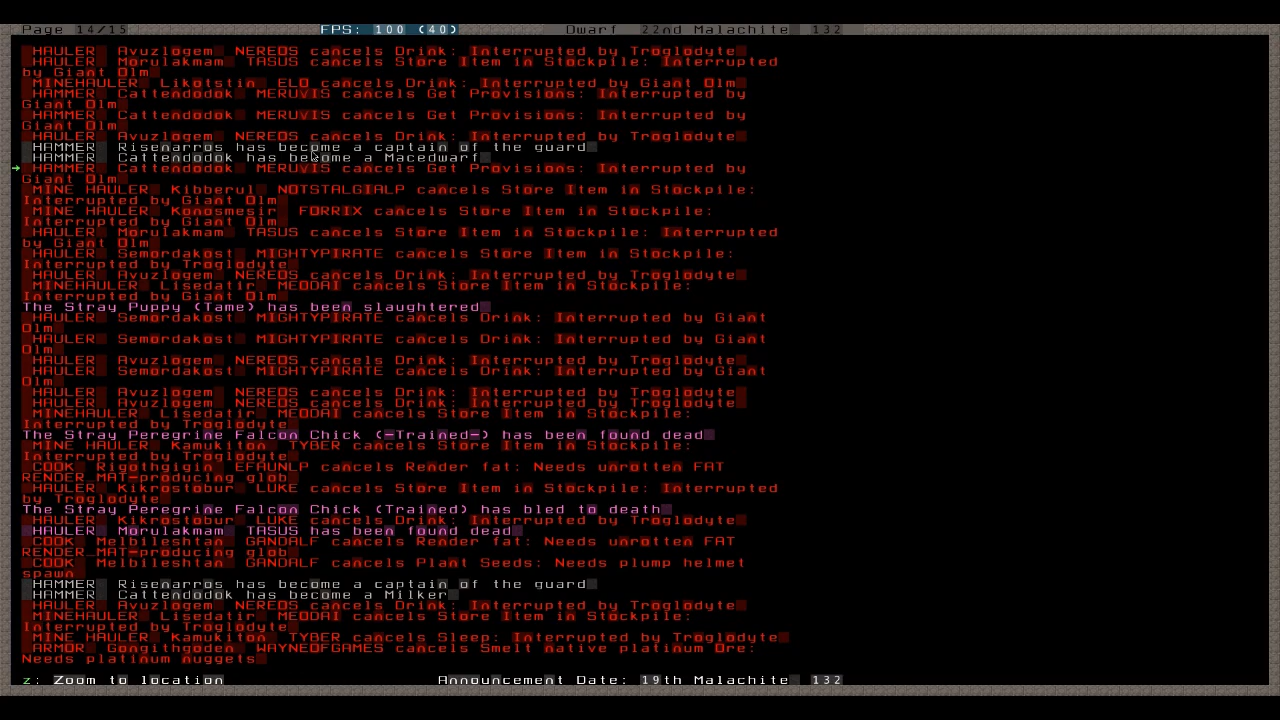 Page 14/15 FPS: 100 (40) Dwarf 22nd Malachite 132
HAULER Avuzlogem NEREOS cancels Drink: Interrupted by Troglodyte
HAULER Morulakmam TASUS cancels Store Item in Stockpile: Interrupted
by Giant Olm
MINEHAULER Likotstin ELO cancels Drink: Interrupted by Giant Olm
HAMMER Cattendodok MERUVIS cancels Get Provisions: Interrupted by
Giant Olm
HAMMER Cattendodok MERUVIS cancels Get Provisions: Interrupted by
Giant Olm
HAULER Avuzlogem NEREOS cancels Drink: Interrupted by Troglodyte
HAMMER Risenarros has become a captain of the guard
HAMMER Cattendodok has become a Macedwarf
HAMMER Cattendodok MERUVIS cancels Get Provisions: Interrupted by
Giant Olm
MINE HAULER Kibberul NOTSTALGIALP cancels Store Item in Stockpile:
Interrupted by Giant Olm
MINE HAULER Konosmesir FORRIX cancels Store Item in Stockpile:
Interrupted by Giant Olm
HAULER Morulakmam TASUS cancels Store Item in Stockpile: Interrupted
by Giant Olm
HAULER Semordakost MIGHTYPIRATE cancels Store Item in Stockpile:
Interrupted by Troglodyte
HAULER Avuzlogem NEREOS cancels Drink: Interrupted by Troglodyte
MINEHAULER Lisedatir MEODAI cancels Store Item in Stockpile:
Interrupted by Giant Olm
The Stray Puppy (Tame) has been slaughtered
HAULER Semordakost MIGHTYPIRATE cancels Drink: Interrupted by Giant
Olm
HAULER Semordakost MIGHTYPIRATE cancels Drink: Interrupted by Giant
Olm
HAULER Avuzlogem NEREOS cancels Drink: Interrupted by Troglodyte
HAULER Semordakost MIGHTYPIRATE cancels Drink: Interrupted by Giant
Olm
HAULER Avuzlogem NEREOS cancels Drink: Interrupted by Troglodyte
HAULER Avuzlogem NEREOS cancels Drink: Interrupted by Troglodyte
MINEHAULER Lisedatir MEODAI cancels Store Item in Stockpile:
Interrupted by Troglodyte
The Stray Peregrine Falcon Chick (-Trained-) has been found dead
MINE HAULER Kamukiton TYBER cancels Store Item in Stockpile:
Interrupted by Troglodyte
COOK Rigothgigin EFAUNLP cancels Render fat: Needs unrotten FAT
RENDER_MAT-producing glob
HAULER Kikrostobur LUKE cancels Store Item in Stockpile: Interrupted
by Troglodyte
The Stray Peregrine Falcon Chick (Trained) has bled to death
HAULER Kikrostobur LUKE cancels Drink: Interrupted by Troglodyte
HAULER Morulakmam TASUS has been found dead
COOK Melbileshtan GANDALF cancels Render fat: Needs unrotten FAT
RENDER_MAT-producing glob
COOK Melbileshtan GANDALF cancels Plant Seeds: Needs plump helmet
spawn
HAMMER Risenarros has become a captain of the guard
HAMMER Cattendodok has become a Milker
HAULER Avuzlogem NEREOS cancels Drink: Interrupted by Troglodyte
MINEHAULER Lisedatir MEODAI cancels Store Item in Stockpile:
Interrupted by Troglodyte
MINE HAULER Kamukiton TYBER cancels Sleep: Interrupted by Troglodyte
ARMOR Gongithgoden WAYNEOFGAMES cancels Smelt native platinum Ore:
Needs platinum nuggets
z: Zoom to location Announcement Date: 19th Malachite 132